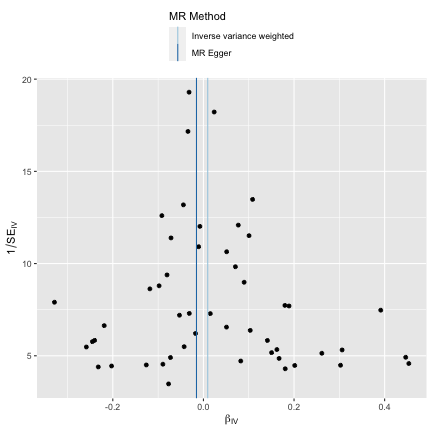 MR Method
Inverse variance weighted
MR Egger
20
15
10
5
1/SE_IV
-0.2
0.0
0.2
0.4
β_IV